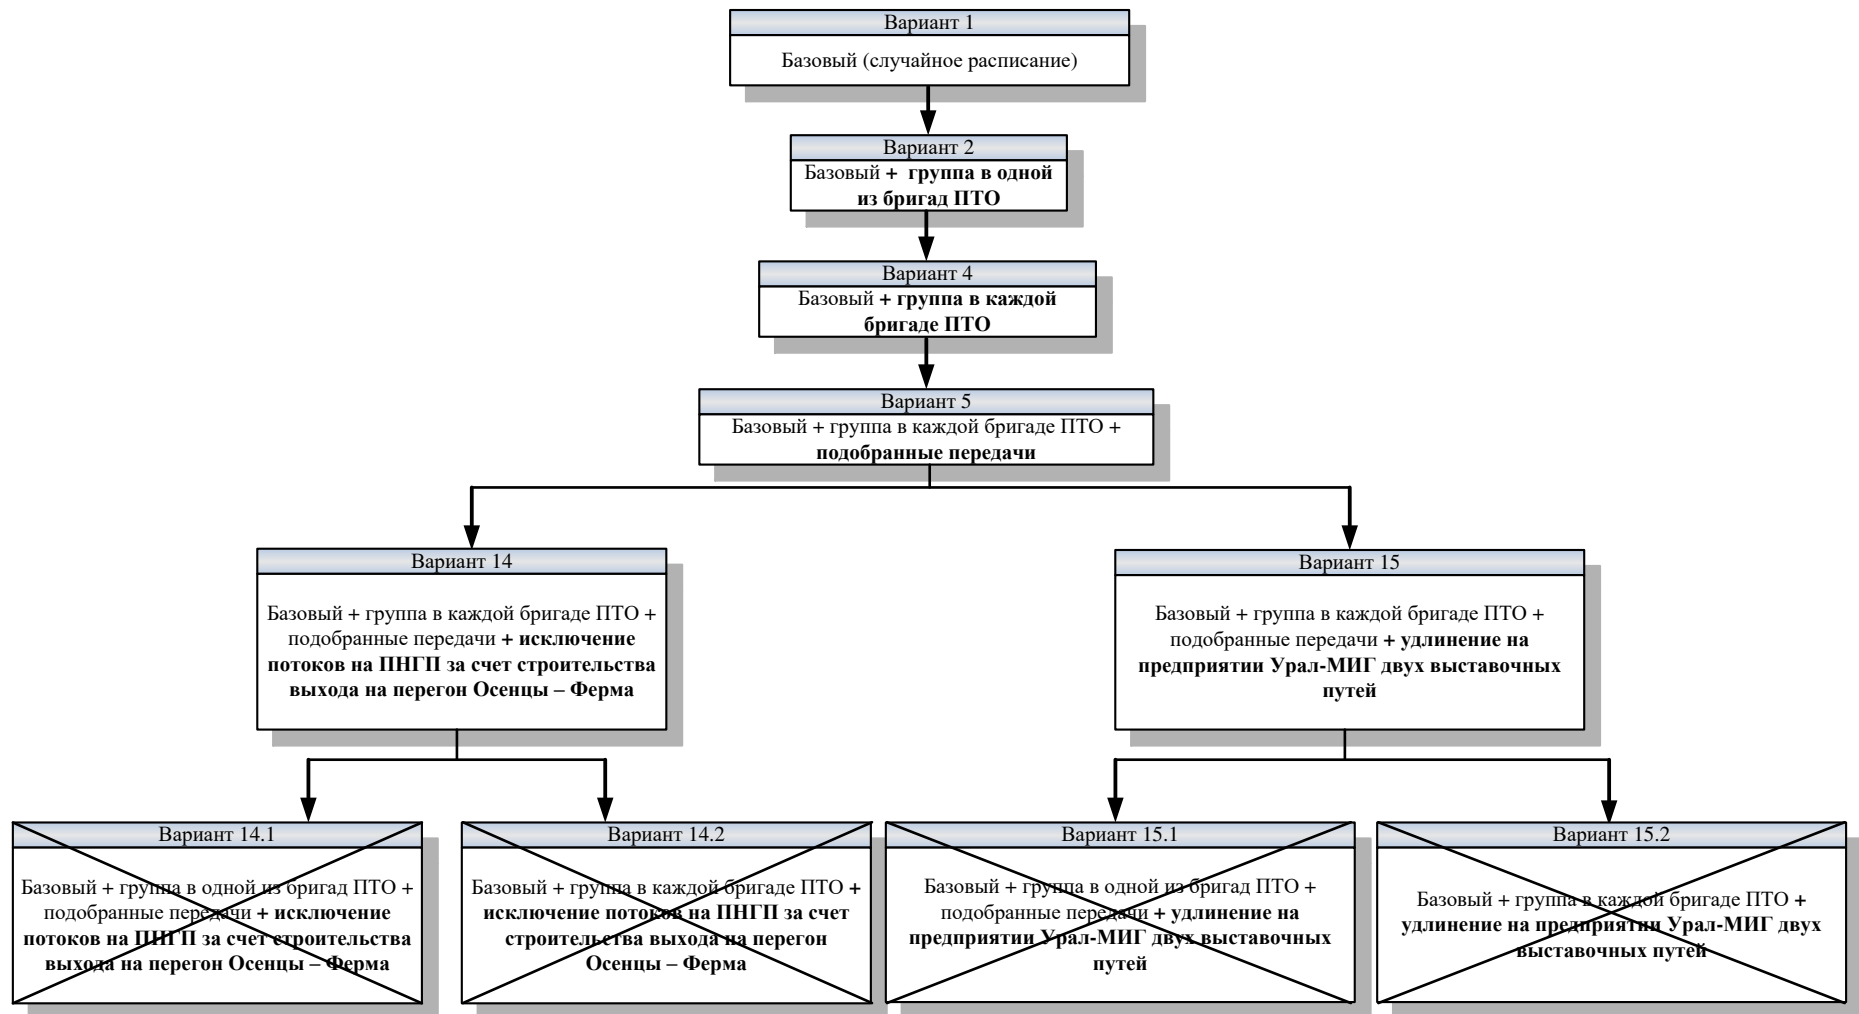 Вариант 1
Базовый (случайное расписание)
Вариант 2
Базовый + группа в одной
из бригад ПТО
Вариант 4
Базовый + группа в каждой
бригаде ПТО
Вариант 5
Базовый + группа в каждой бригаде ПТО +
подобранные передачи
Вариант 14
Базовый + группа в каждой бригаде ПТО +
подобранные передачи + исключение
потоков на ПНГП за счет строительства
выхода на перегон Осенцы – Ферма
Вариант 15
Базовый + группа в каждой бригаде ПТО +
подобранные передачи + удлинение на
предприятии Урал-МИГ двух выставочных
путей
Вариант 14.1
Базовый + группа в одной из бригад ПТО +
подобранные передачи + исключение
потоков на ПНГП за счет строительства
выхода на перегон Осенцы – Ферма
Вариант 14.2
Базовый + группа в каждой бригаде ПТО +
исключение потоков на ПНГП за счет
строительства выхода на перегон
Осенцы – Ферма
Вариант 15.1
Базовый + группа в одной из бригад ПТО +
подобранные передачи + удлинение на
предприятии Урал-МИГ двух выставочных
путей
Вариант 15.2
Базовый + группа в каждой бригаде ПТО +
удлинение на предприятии Урал-МИГ двух
выставочных путей